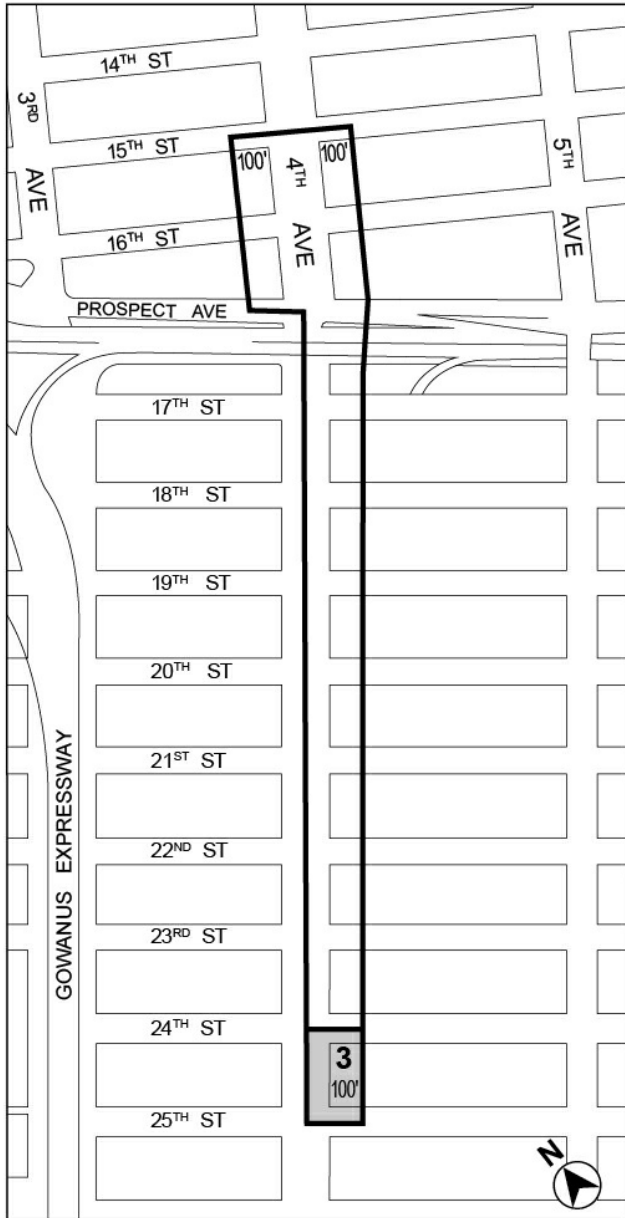 14TH ST
3RD AVE
15TH ST
100'
4TH AVE
100'
5TH AVE
16TH ST
PROSPECT AVE
17TH ST
18TH ST
19TH ST
20TH ST
21ST ST
GOWANUS EXPRESSWAY
22ND ST
23RD ST
24TH ST
3
100'
25TH ST
N